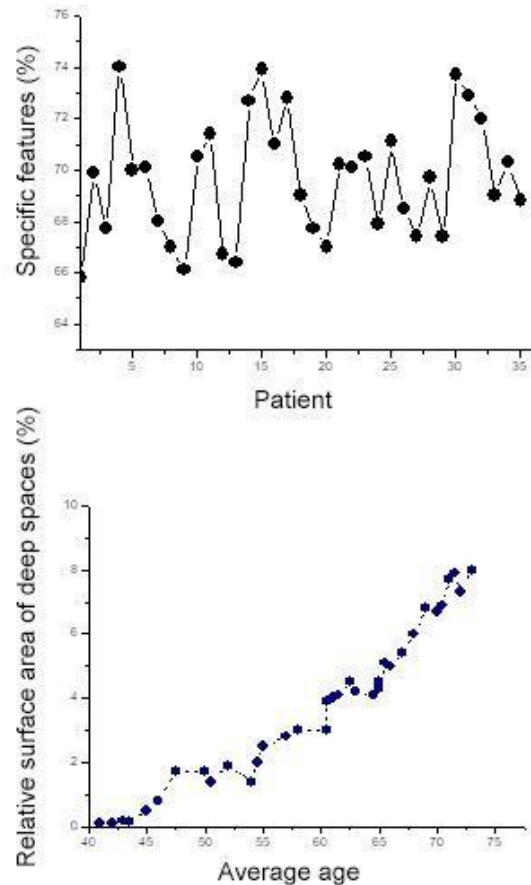 Specific features (%)
76
74
72
70
68
66
64
5 10 15 20 25 30 35
Patient
Relative surface area of deep spaces (%)
10
8
6
4
2
0
40 45 50 55 60 65 70 75
Average age